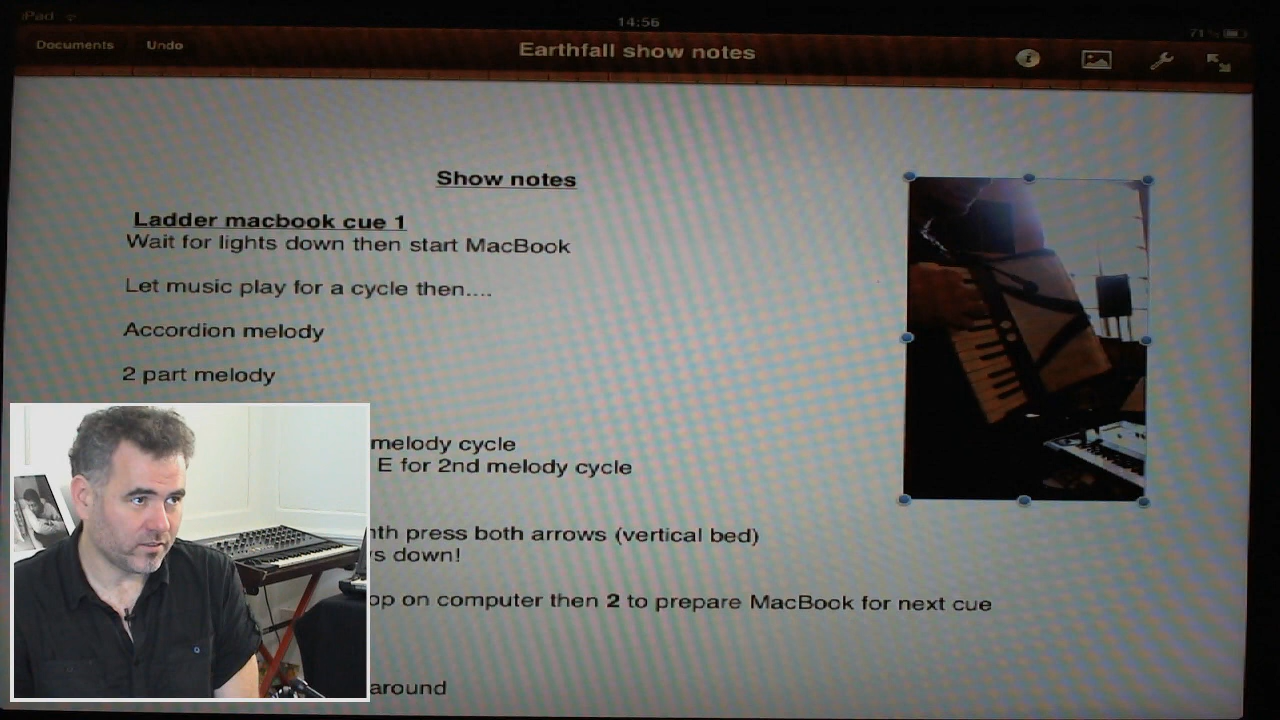 iPad
14:56
71 %
Documents
Undo
Earthfall show notes
Show notes
Ladder macbook cue 1
Wait for lights down then start MacBook
Let music play for a cycle then....
Accordion melody
2 part melody
melody cycle
E for 2nd melody cycle
press both arrows (vertical bed)
down!
on computer then 2 to prepare MacBook for next cue
around